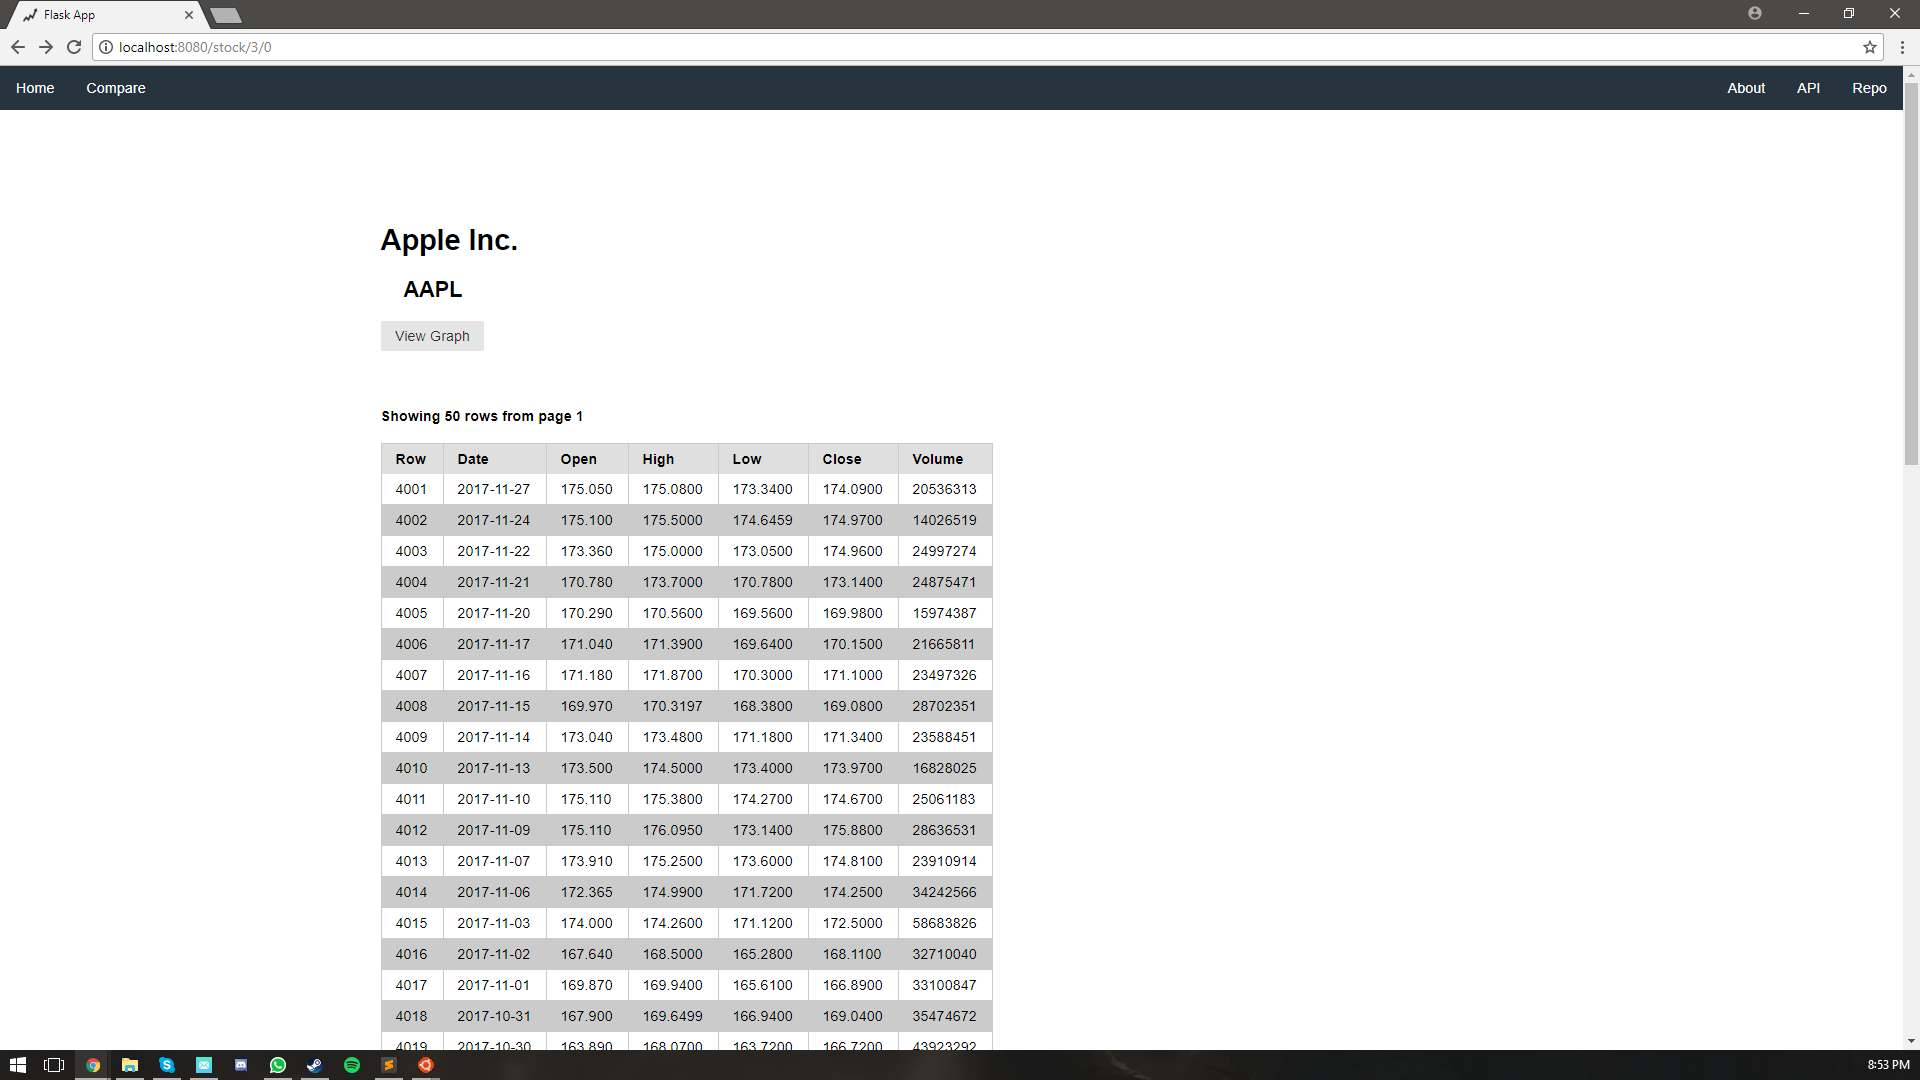 Flask App
localhost:8080/stock/3/0
Home Compare About API Repo
Apple Inc.
AAPL
View Graph
Showing 50 rows from page 1
Row Date Open High Low Close Volume
4001 2017-11-27 175.050 175.0800 173.3400 174.0900 20536313
4002 2017-11-24 175.100 175.5000 174.6459 174.9700 14026519
4003 2017-11-22 173.360 175.0000 173.0500 174.9600 24997274
4004 2017-11-21 170.780 173.7000 170.7800 173.1400 24875471
4005 2017-11-20 170.290 170.5600 169.5600 169.9800 15974387
4006 2017-11-17 171.040 171.3900 169.6400 170.1500 21665811
4007 2017-11-16 171.180 171.8700 170.3000 171.1000 23497326
4008 2017-11-15 169.970 170.3197 168.3800 169.0800 28702351
4009 2017-11-14 173.040 173.4800 171.1800 171.3400 23588451
4010 2017-11-13 173.500 174.5000 173.4000 173.9700 16828025
4011 2017-11-10 175.110 175.3800 174.2700 174.6700 25061183
4012 2017-11-09 175.110 176.0950 173.1400 175.8800 28636531
4013 2017-11-07 173.910 175.2500 173.6000 174.8100 23910914
4014 2017-11-06 172.365 174.9900 171.7200 174.2500 34242566
4015 2017-11-03 174.000 174.2600 171.1200 172.5000 58683826
4016 2017-11-02 167.640 168.5000 165.2800 168.1100 32710040
4017 2017-11-01 169.870 169.9400 165.6100 166.8900 33100847
4018 2017-10-31 167.900 169.6499 166.9400 169.0400 35474672
4019 2017-10-30 163.890 168.0700 163.7200 166.7200 43923292
8:53 PM